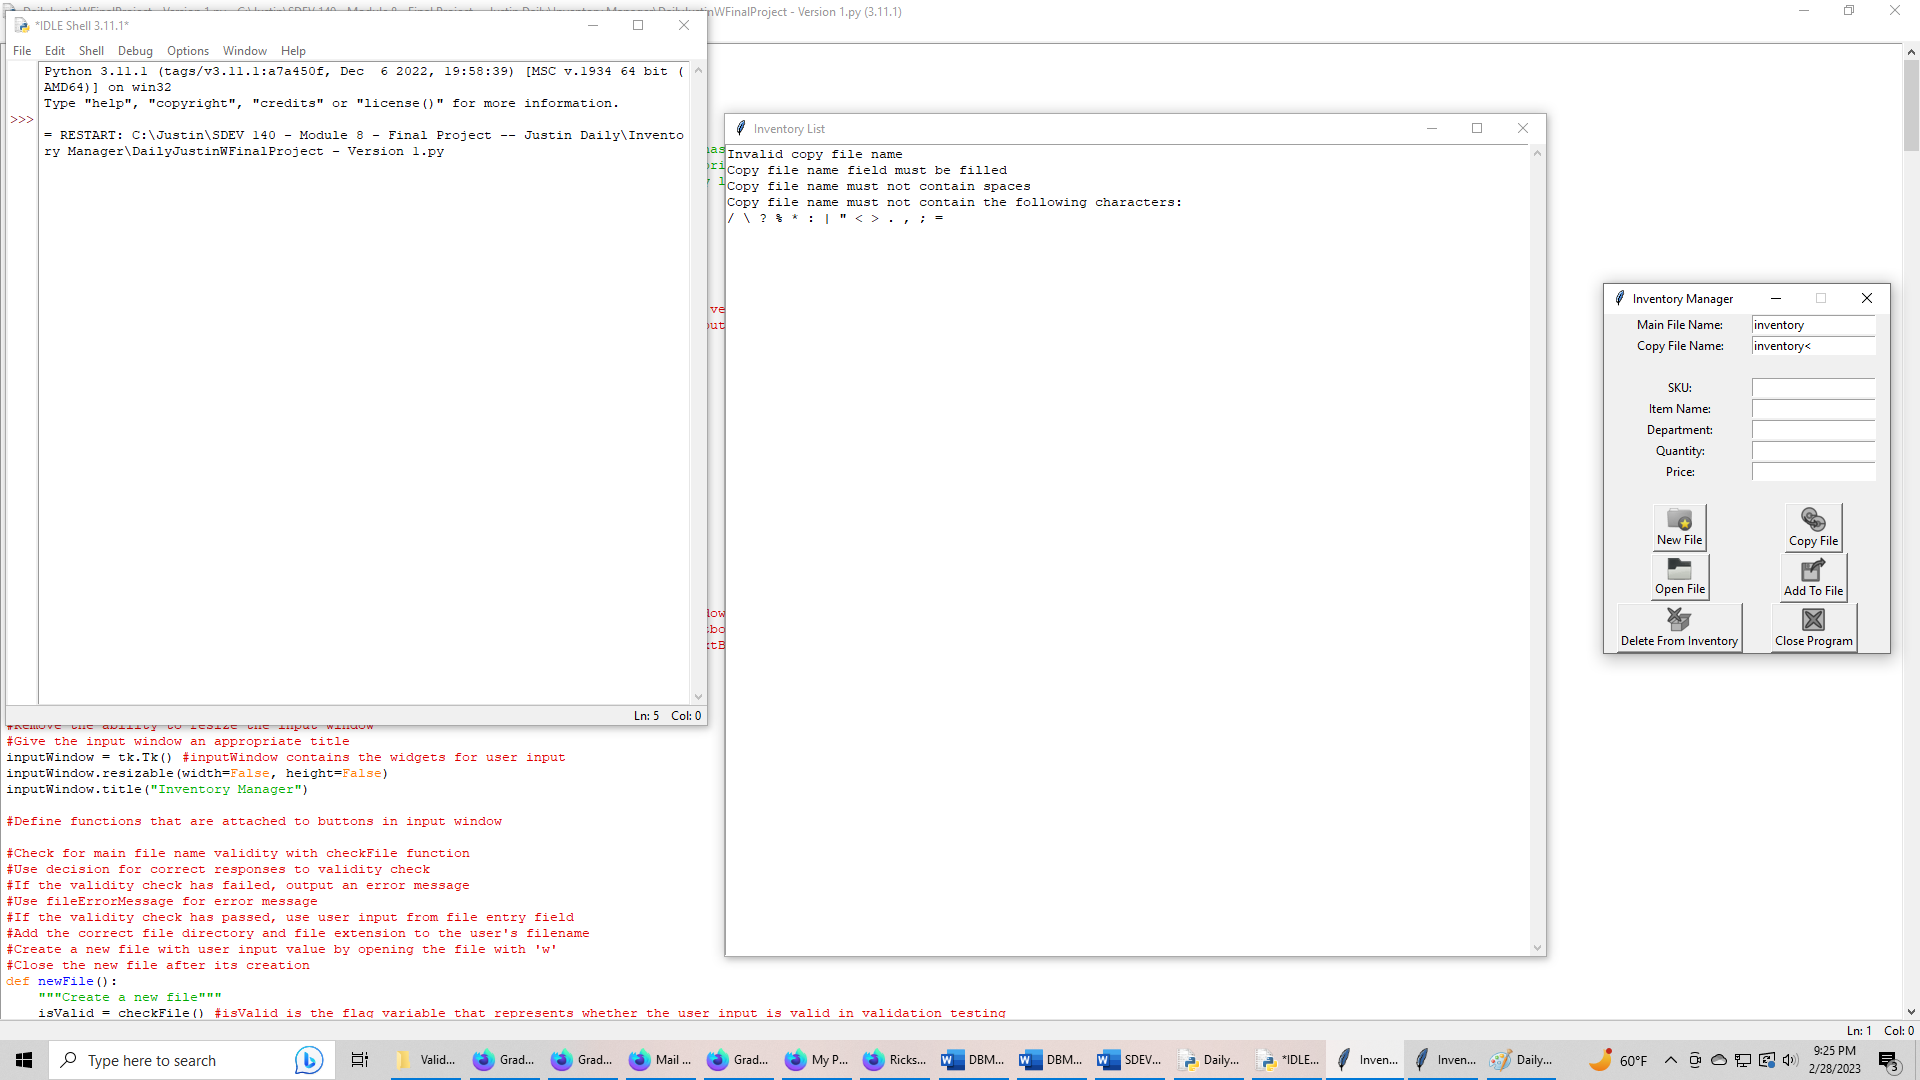 DailyJustinWFinalProject - Version 1.py (3.11.1)
*IDLE Shell 3.11.1*
File Edit Shell Debug Options Window Help
Python 3.11.1 (tags/v3.11.1:a7a450f, Dec  6 2022, 19:58:39) [MSC v.1934 64 bit (
AMD64)] on win32
Type "help", "copyright", "credits" or "license()" for more information.
>>>
= RESTART: C:\Justin\SDEV 140 - Module 8 - Final Project -- Justin Daily\Invento
ry Manager\DailyJustinWFinalProject - Version 1.py
Ln: 5 Col: 0
Inventory List
Invalid copy file name
Copy file name field must be filled
Copy file name must not contain spaces
Copy file name must not contain the following characters:
/ \ ? % * : | " < > . , ; =
Inventory Manager
Main File Name: inventory
Copy File Name: inventory<
SKU:
Item Name:
Department:
Quantity:
Price:
New File Copy File
Open File Add To File
Delete From Inventory Close Program
#Remove the ability to resize the input window
#Give the input window an appropriate title
inputWindow = tk.Tk() #inputWindow contains the widgets for user input
inputWindow.resizable(width=False, height=False)
inputWindow.title("Inventory Manager")
#Define functions that are attached to buttons in input window
#Check for main file name validity with checkFile function
#Use decision for correct responses to validity check
#If the validity check has failed, output an error message
#Use fileErrorMessage for error message
#If the validity check has passed, use user input from file entry field
#Add the correct file directory and file extension to the user's filename
#Create a new file with user input value by opening the file with 'w'
#Close the new file after its creation
def newFile():
"""Create a new file"""
isValid = checkFile() #isValid is the flag variable that represents whether the user input is valid in validation testing
Ln: 1 Col: 0
Type here to search
Valid... Grad... Grad... Mail ... Grad... My P... Ricks... DBM... DBM... SDEV... Daily... *IDLE... Inven... Inven... Daily...
60°F
9:25 PM
2/28/2023
3